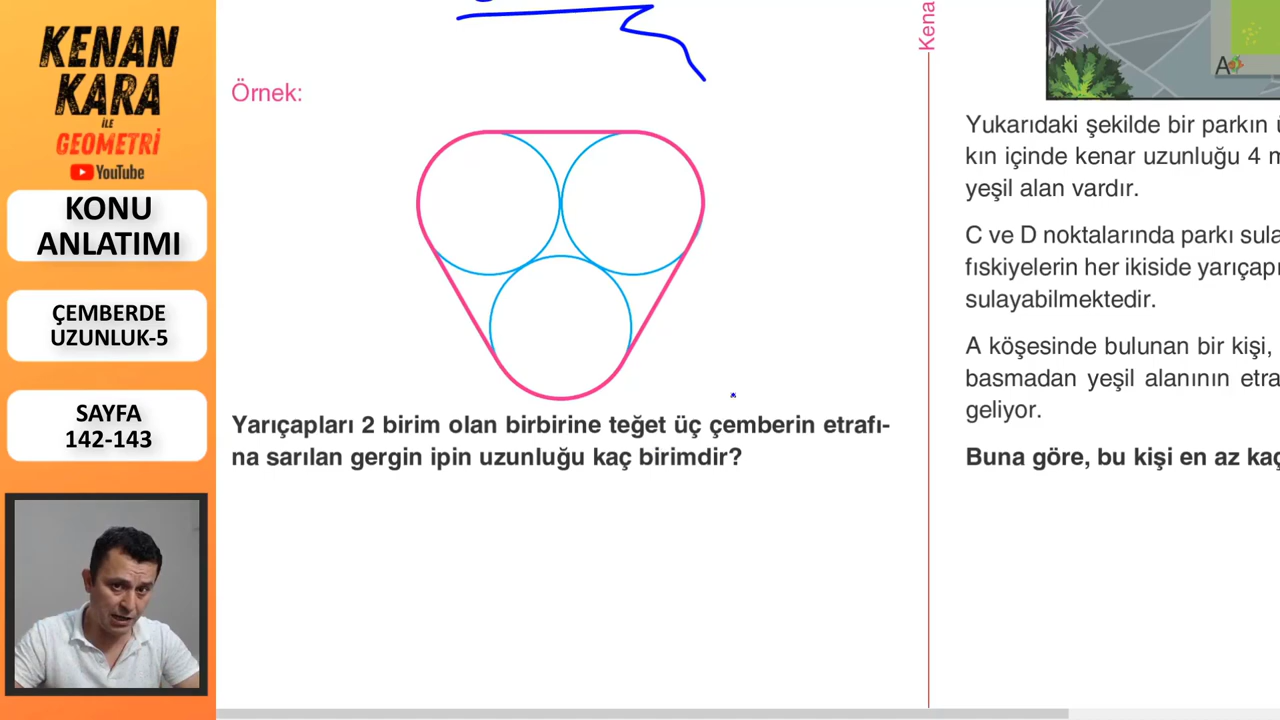 KENAN
KARA
İLE
GEOMETRİ
YouTube
KONU
ANLATIMI
ÇEMBERDE
UZUNLUK-5
SAYFA
142-143
Örnek:
Yarıçapları 2 birim olan birbirine teğet üç çemberin etrafı-
na sarılan gergin ipin uzunluğu kaç birimdir?
Kena
A
Yukarıdaki şekilde bir parkın
kın içinde kenar uzunluğu 4 m
yeşil alan vardır.
C ve D noktalarında parkı sula
fıskiyelerin her ikiside yarıçapı
sulayabilmektedir.
A köşesinde bulunan bir kişi,
basmadan yeşil alanının etra
geliyor.
Buna göre, bu kişi en az kaç